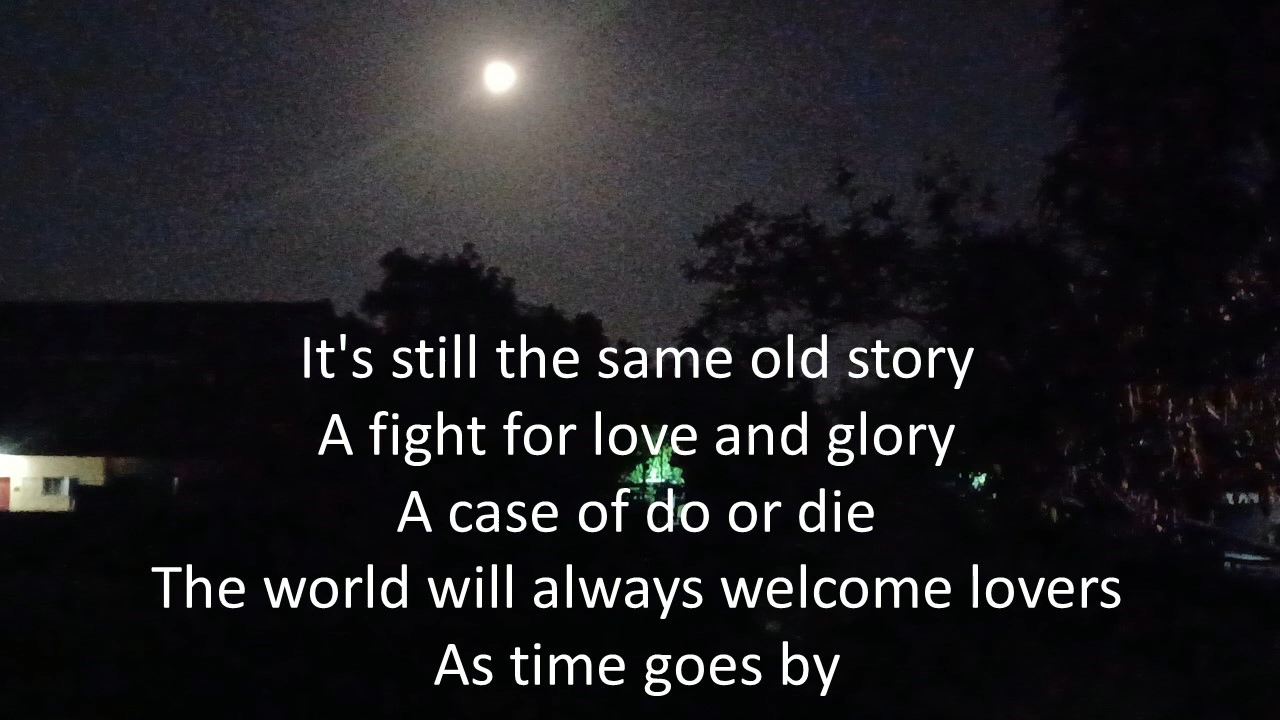 It's still the same old story
A fight for love and glory
A case of do or die
The world will always welcome lovers
As time goes by